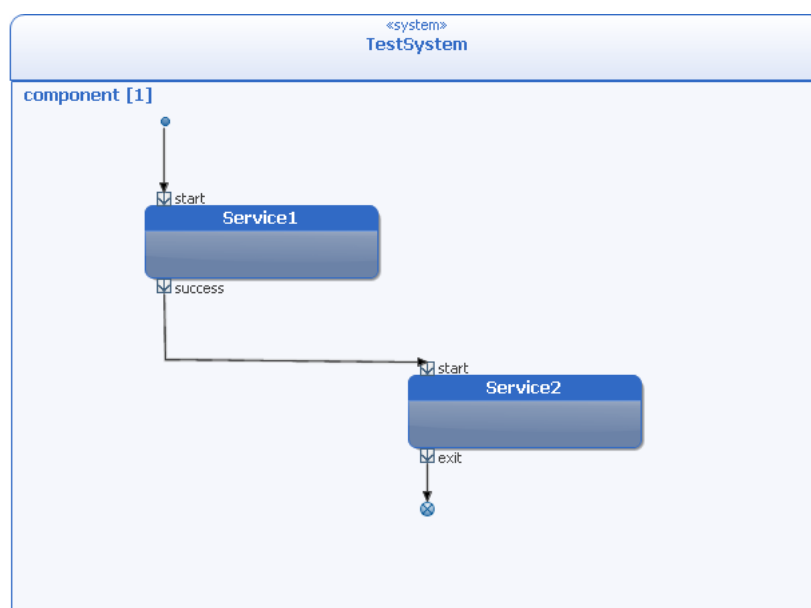 «system»
TestSystem
component [1]
start
Service1
success
start
Service2
exit